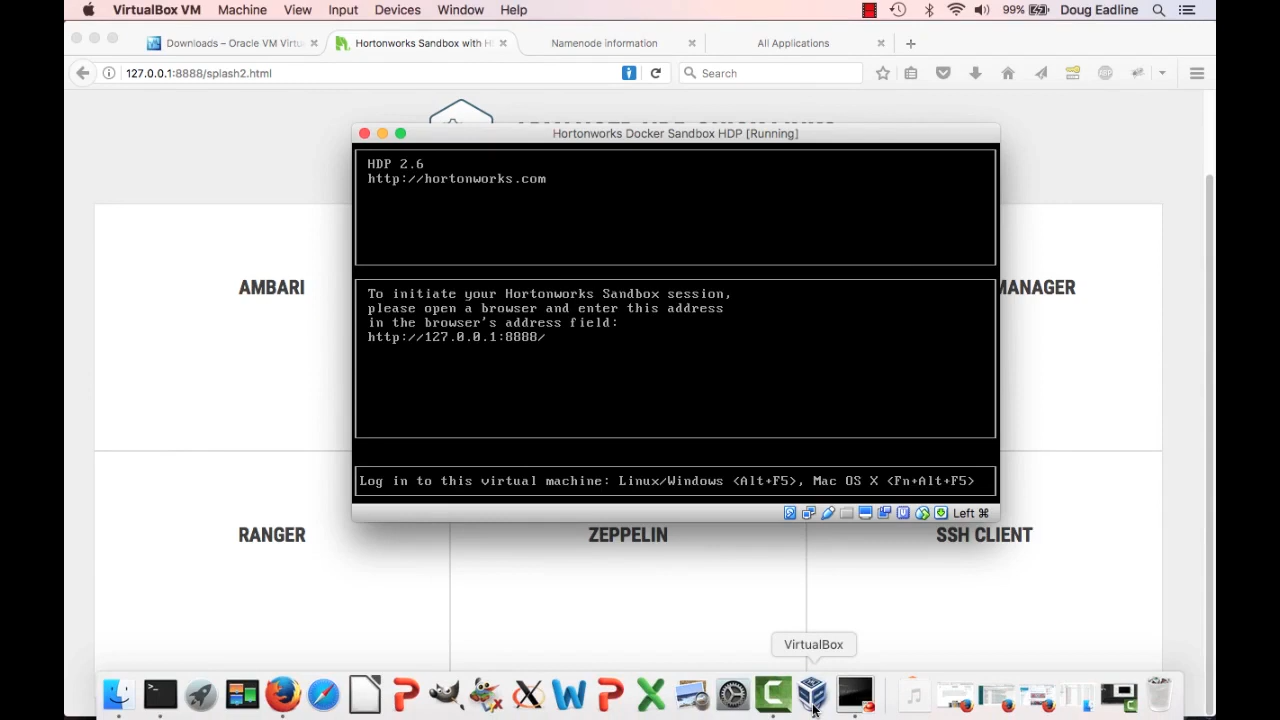 VirtualBox VM Machine View Input Devices Window Help 99% Doug Eadline
Downloads – Oracle VM Virtu
Hortonworks Sandbox with H
Namenode information
All Applications
127.0.0.1:8888/splash2.html
Search
Hortonworks Docker Sandbox HDP [Running]
HDP 2.6
http://hortonworks.com
To initiate your Hortonworks Sandbox session,
please open a browser and enter this address
in the browser's address field:
http://127.0.0.1:8888/
Log in to this virtual machine: Linux/Windows <Alt+F5>, Mac OS X <Fn+Alt+F5>
Left ⌘
AMBARI
MANAGER
RANGER
ZEPPELIN
SSH CLIENT
VirtualBox